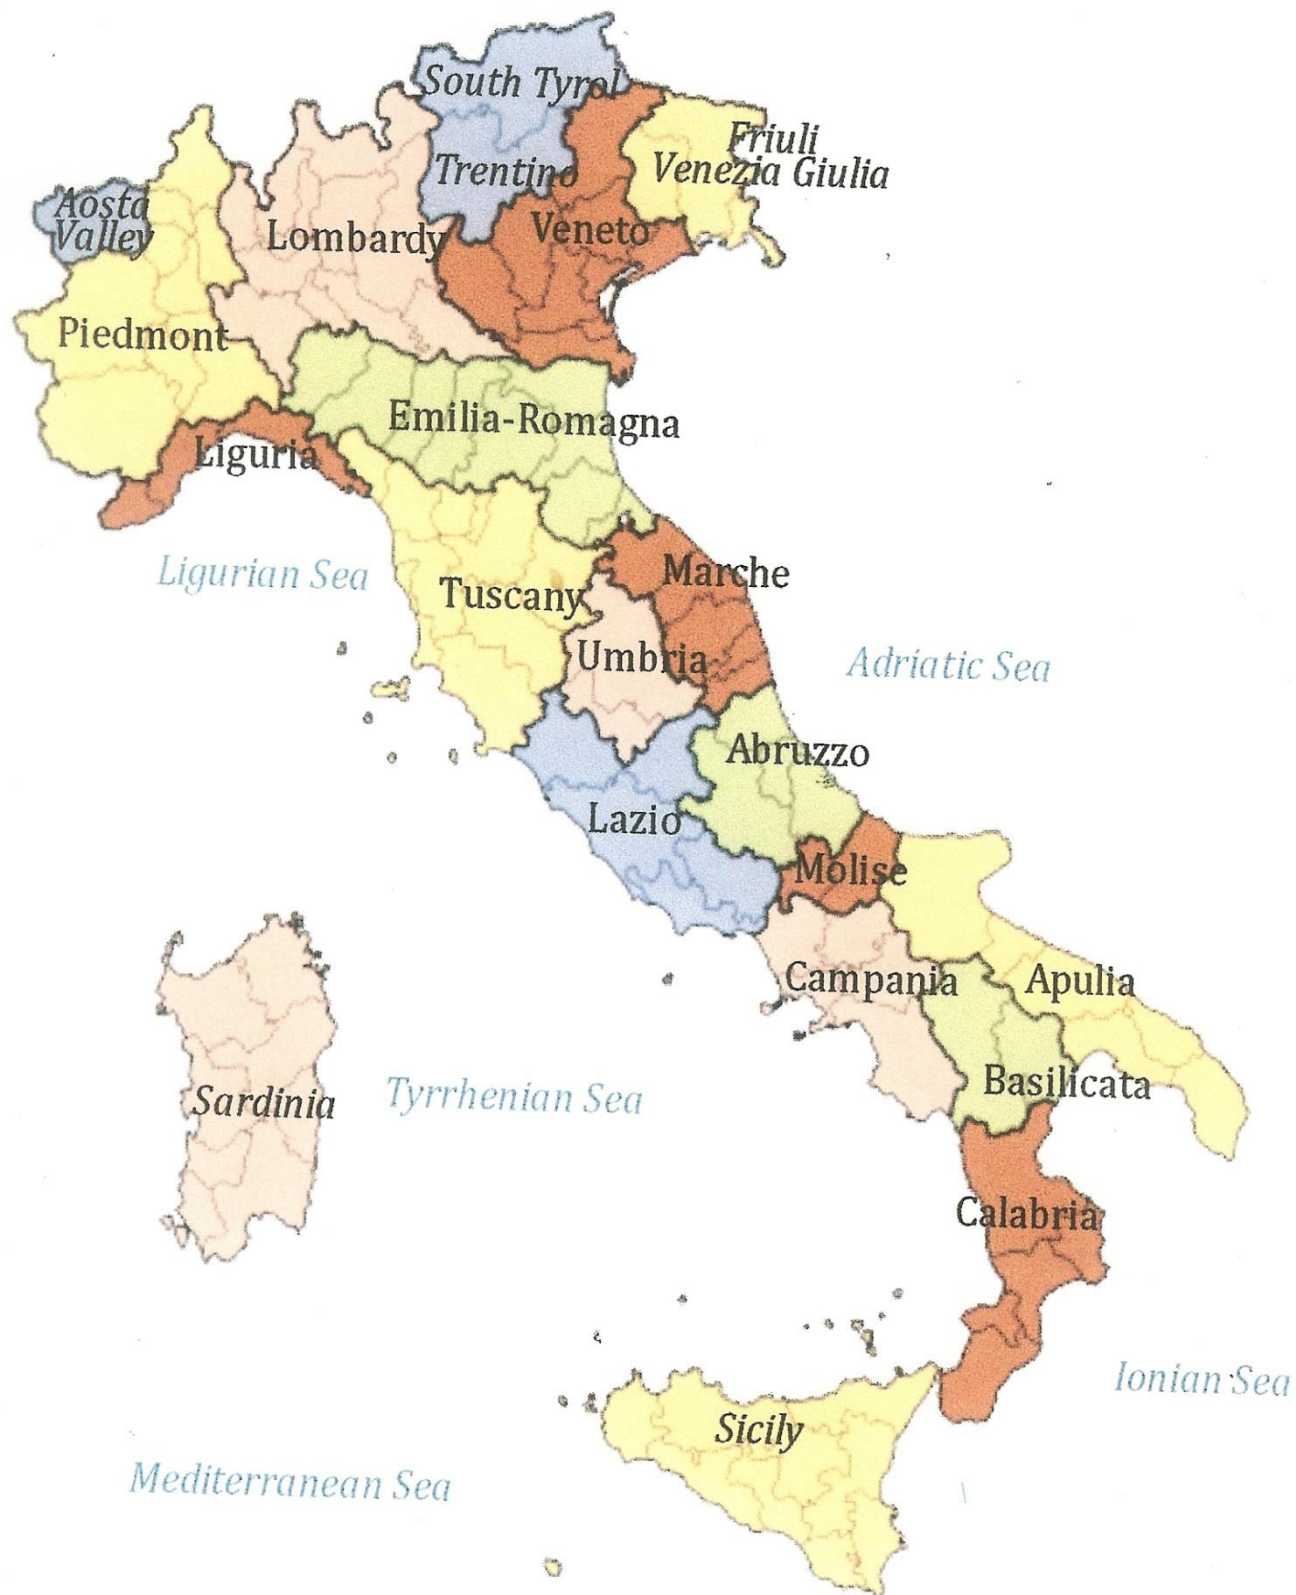 South Tyrol
Friuli
Venezia Giulia
Trentino
Aosta
Valley
Lombardy
Veneto
Piedmont
Emilia-Romagna
Liguria
Ligurian Sea
Marche
Tuscany
Umbria
Adriatic Sea
Abruzzo
Lazio
Molise
Campania
Apulia
Basilicata
Sardinia
Tyrrhenian Sea
Calabria
Ionian Sea
Sicily
Mediterranean Sea